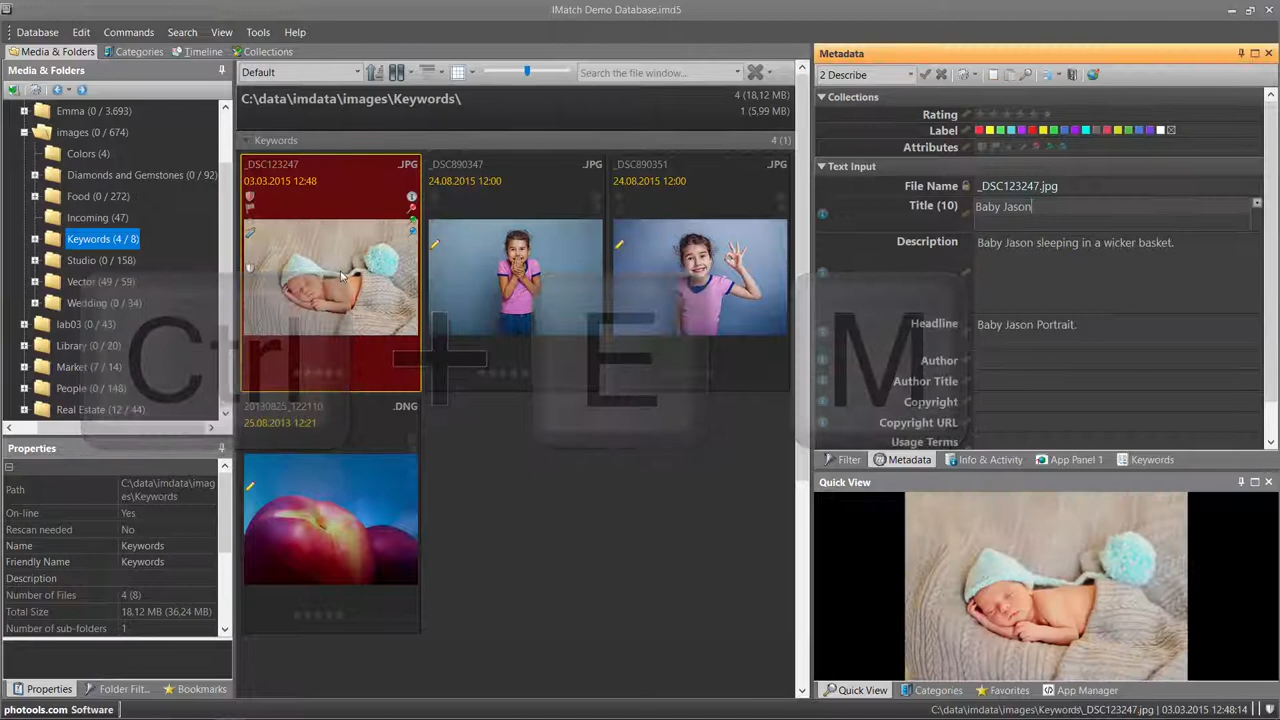 IMatch Demo Database.imd5
Database Edit Commands Search View Tools Help
Media & Folders Categories Timeline Collections
Media & Folders
Emma (0 / 3.693)
images (0 / 674)
Colors (4)
Diamonds and Gemstones (0 / 92)
Food (0 / 272)
Incoming (47)
Keywords (4 / 8)
Studio (0 / 158)
Vector (49 / 59)
Wedding (0 / 34)
lab03 (0 / 43)
Library (0 / 20)
Market (7 / 14)
People (0 / 148)
Real Estate (12 / 44)
Properties
Path C:\data\imdata\imag
es\Keywords
On-line Yes
Rescan needed No
Name Keywords
Friendly Name Keywords
Description
Number of Files 4 (8)
Total Size 18,12 MB (36,24 MB)
Number of sub-folders 1
Properties Folder Filt... Bookmarks
Default Search the file window...
C:\data\imdata\images\Keywords\ 4 (18,12 MB)
1 (5,99 MB)
Keywords 4 (1)
_DSC123247 .JPG
03.03.2015 12:48
_DSC890347 .JPG
24.08.2015 12:00
_DSC890351 .JPG
24.08.2015 12:00
20130825_122110 .DNG
25.08.2013 12:21
Ctrl + E M
Metadata
2 Describe
Collections
Rating
Label
Attributes
Text Input
File Name _DSC123247.jpg
Title (10) Baby Jason
Description Baby Jason sleeping in a wicker basket.
Headline Baby Jason Portrait.
Author
Author Title
Copyright
Copyright URL
Usage Terms
Filter Metadata Info & Activity App Panel 1 Keywords
Quick View
Quick View Categories Favorites App Manager
photools.com Software C:\data\imdata\images\Keywords\_DSC123247.jpg | 03.03.2015 12:48:14